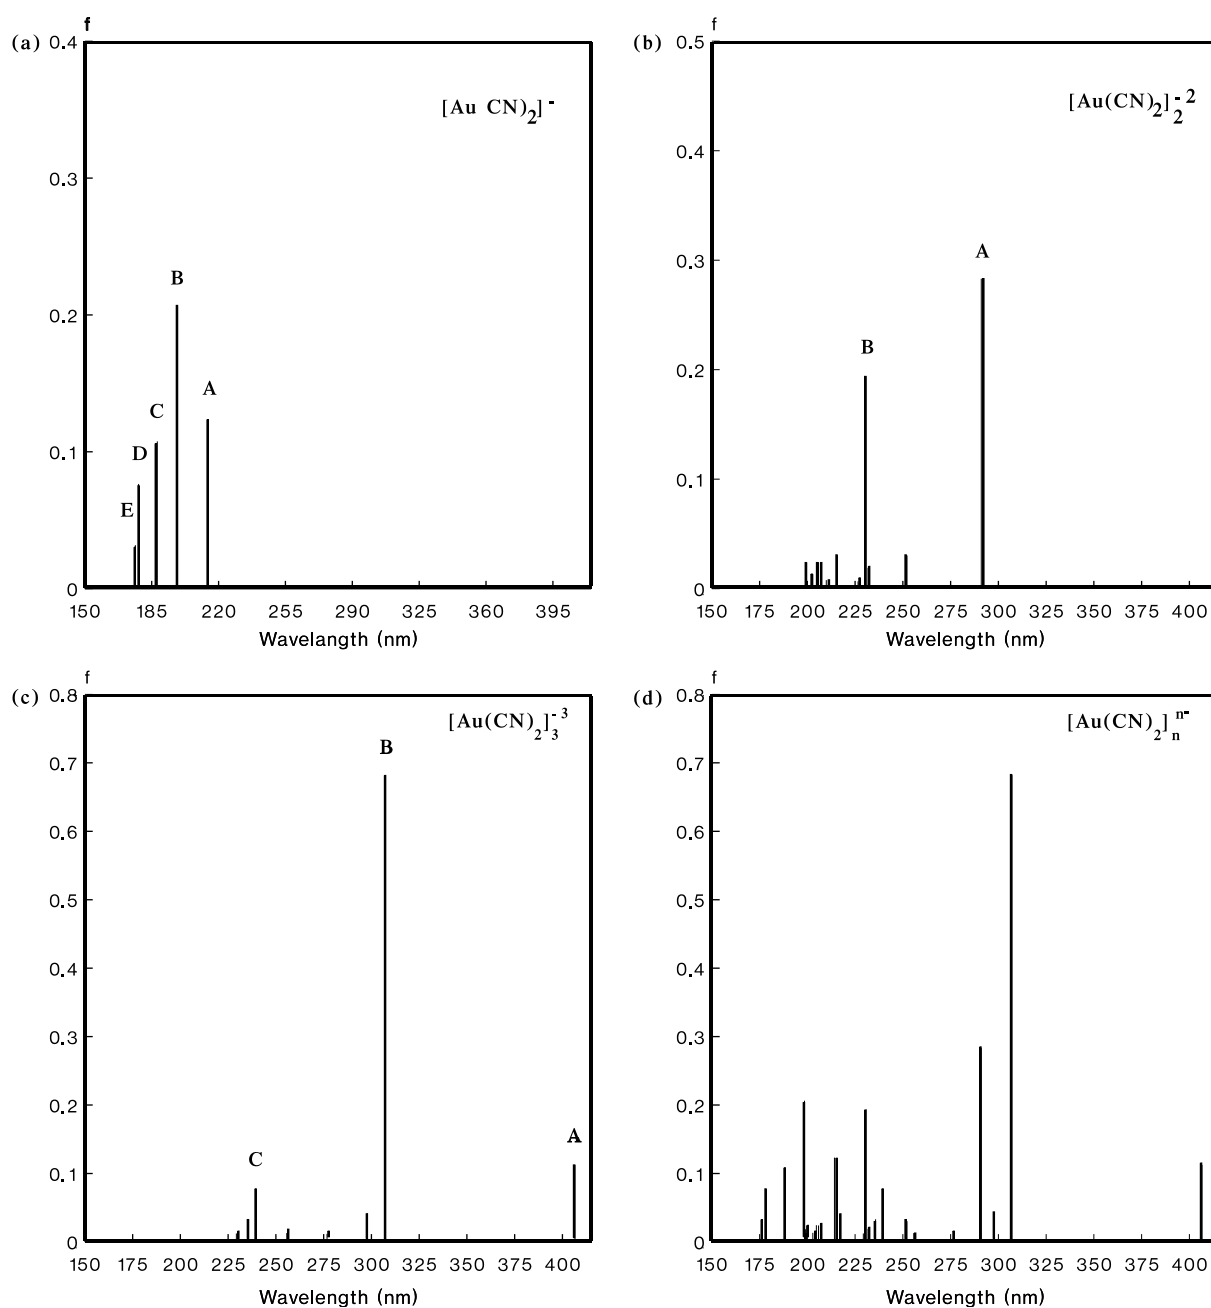 (a)
f
0.4
0.3
0.2
0.1
0
[Au CN)2]-
E
D
C
B
A
150 185 220 255 290 325 360 395
Wavelangth (nm)
(b)
f
0.5
0.4
0.3
0.2
0.1
0
[Au(CN)2]2-2
B
A
150 175 200 225 250 275 300 325 350 375 400
Wavelength (nm)
(c)
f
0.8
0.7
0.6
0.5
0.4
0.3
0.2
0.1
0
[Au(CN)2]3-3
C
B
A
150 175 200 225 250 275 300 325 350 375 400
Wavelength (nm)
(d)
f
0.8
0.7
0.6
0.5
0.4
0.3
0.2
0.1
0
[Au(CN)2]n n-
150 175 200 225 250 275 300 325 350 375 400
Wavelength (nm)